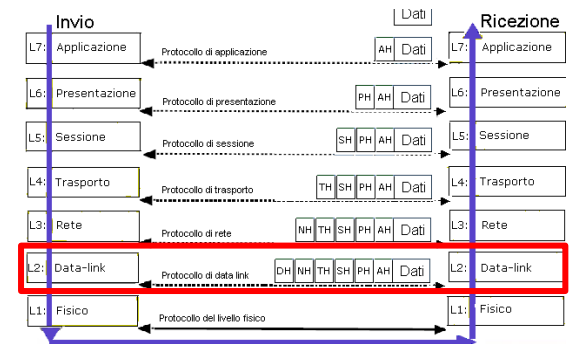 Invio
Dati
Ricezione
L7: Applicazione Protocollo di applicazione AH Dati L7: Applicazione
L6: Presentazione Protocollo di presentazione PH AH Dati L6: Presentazione
L5: Sessione Protocollo di sessione SH PH AH Dati L5: Sessione
L4: Trasporto Protocollo di trasporto TH SH PH AH Dati L4: Trasporto
L3: Rete Protocollo di rete NH TH SH PH AH Dati L3: Rete
L2: Data-link Protocollo di data link DH NH TH SH PH AH Dati L2: Data-link
L1: Fisico Protocollo del livello fisico L1: Fisico